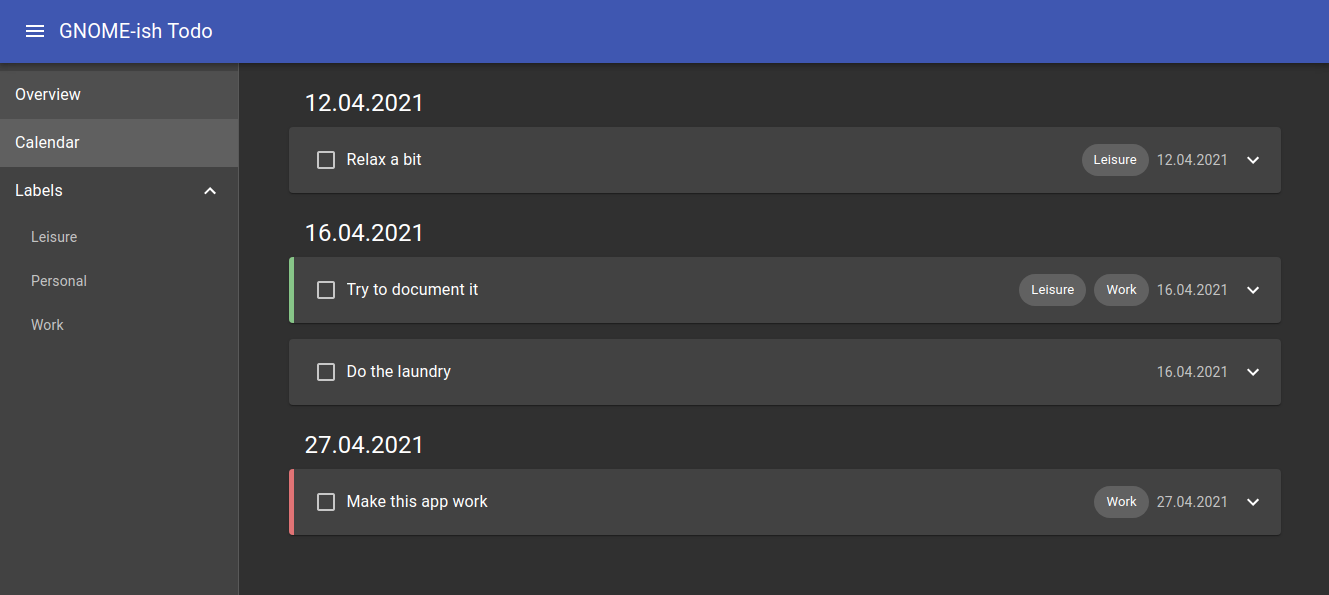 GNOME-ish Todo
Overview
Calendar
Labels
Leisure
Personal
Work
12.04.2021
Relax a bit Leisure 12.04.2021
16.04.2021
Try to document it Leisure Work 16.04.2021
Do the laundry 16.04.2021
27.04.2021
Make this app work Work 27.04.2021